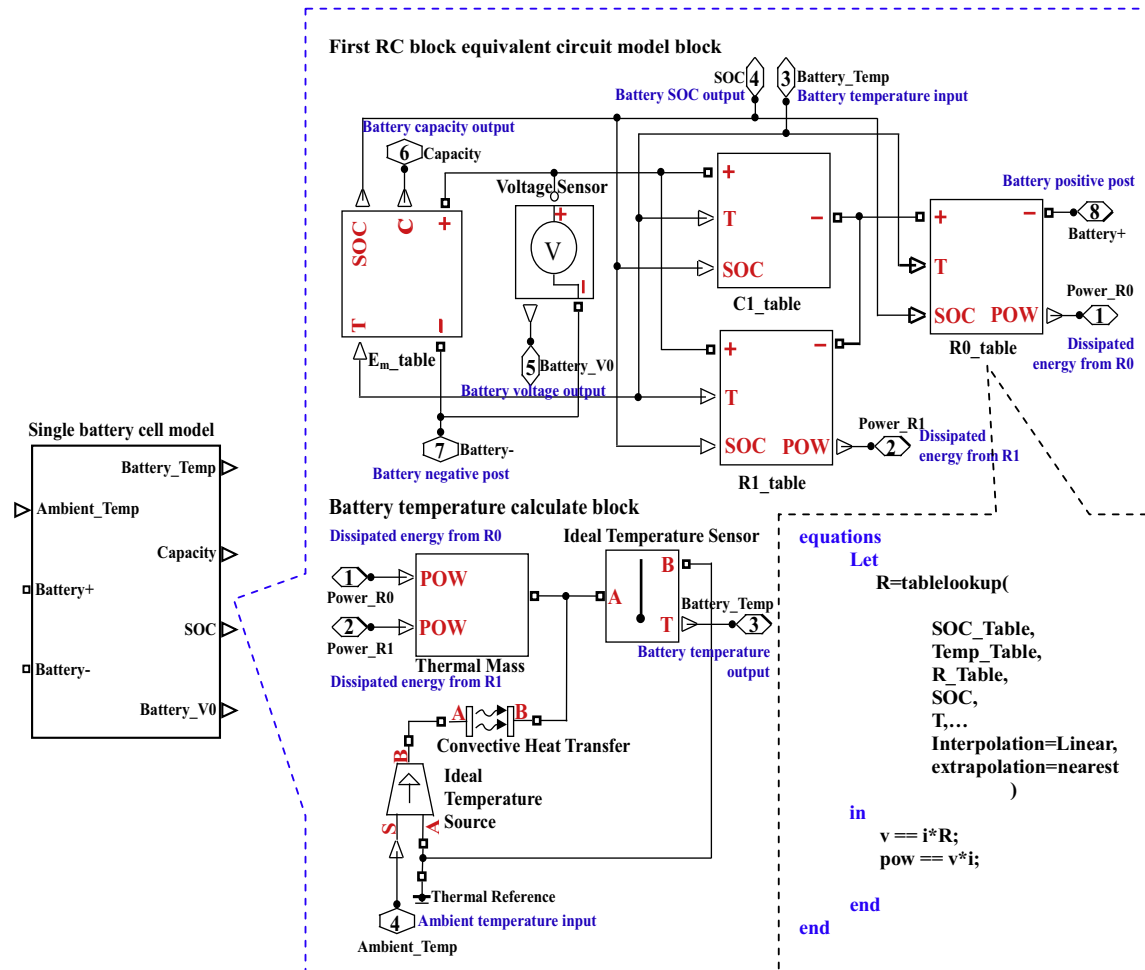 First RC block equivalent circuit model block
SOC
4
3
Battery_Temp
Battery SOC output
Battery temperature input
Battery capacity output
6
Capacity
Voltage Sensor
SOC
C
+
T
−
Em_table
+
V
−
5
Battery_V0
Battery voltage output
7
Battery-
Battery negative post
+
−
T
SOC
C1_table
+
−
T
SOC
POW
R1_table
Power_R1
2
Dissipated
energy from R1
Battery positive post
+
−
T
SOC
POW
R0_table
8
Battery+
Power_R0
1
Dissipated
energy from R0
Single battery cell model
Battery_Temp
Ambient_Temp
Capacity
Battery+
SOC
Battery-
Battery_V0
Battery temperature calculate block
Dissipated energy from R0
1
Power_R0
POW
2
Power_R1
POW
Thermal Mass
Dissipated energy from R1
Ideal Temperature Sensor
A
B
T
Battery_Temp
3
Battery temperature
output
A
B
Convective Heat Transfer
B
Ideal
Temperature
Source
S
A
Thermal Reference
4
Ambient temperature input
Ambient_Temp
equations
Let
R=tablelookup(
SOC_Table,
Temp_Table,
R_Table,
SOC,
T,…
Interpolation=Linear,
extrapolation=nearest
)
in
v == i*R;
pow == v*i;
end
end